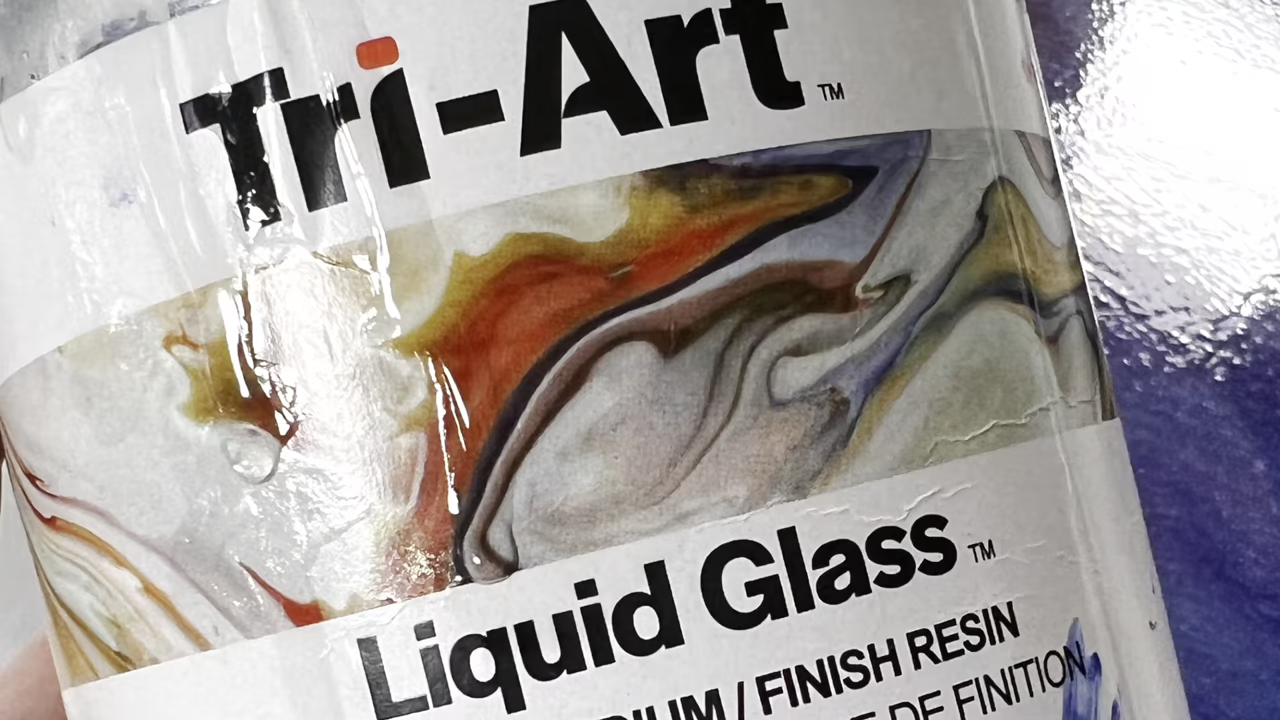 Tri-Art™
Liquid Glass™
/ FINISH RESIN
DE FINITION